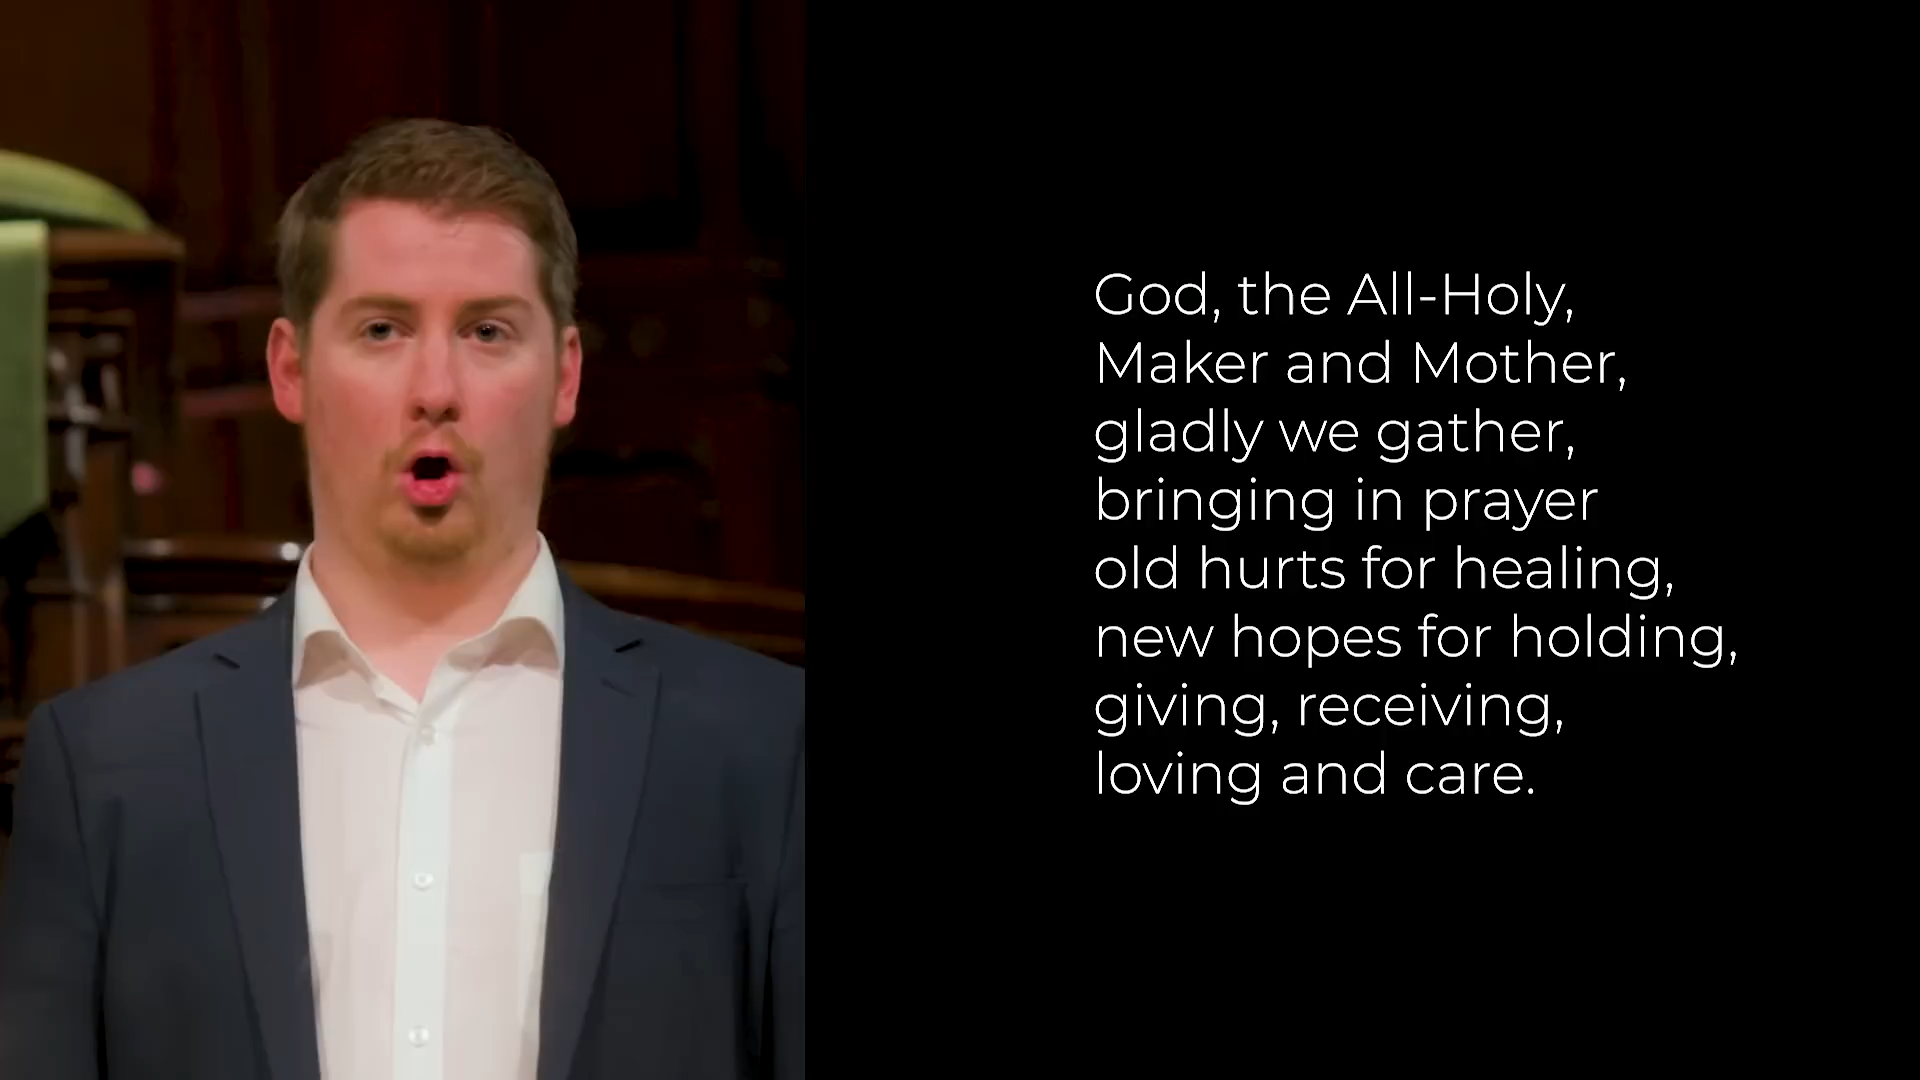 God, the All-Holy,
Maker and Mother,
gladly we gather,
bringing in prayer
old hurts for healing,
new hopes for holding,
giving, receiving,
loving and care.